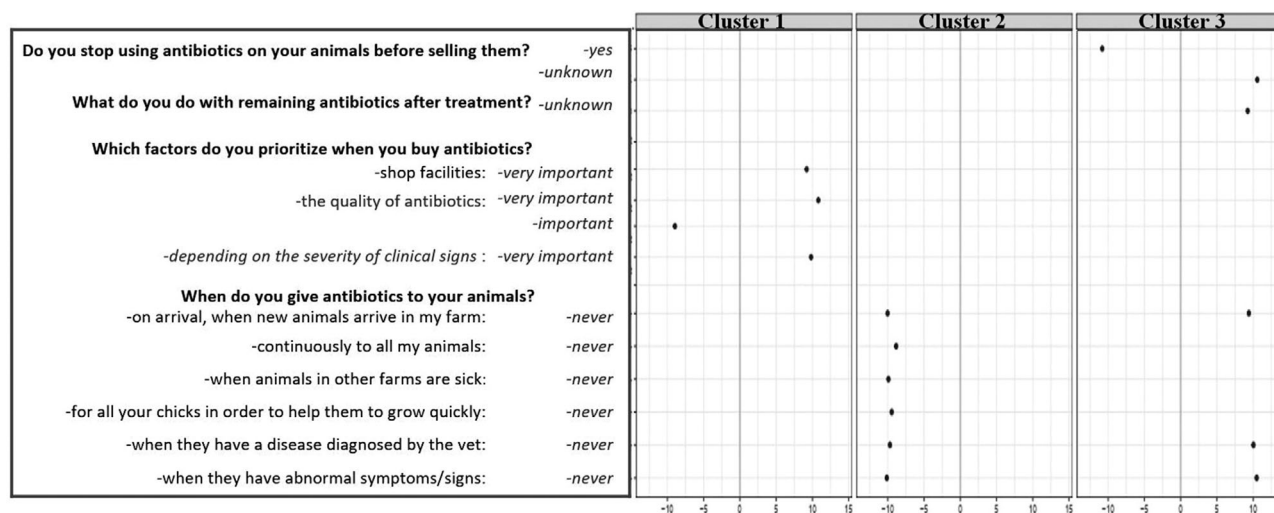 Cluster 1 Cluster 2 Cluster 3
Do you stop using antibiotics on your animals before selling them? -yes
-unknown
What do you do with remaining antibiotics after treatment? -unknown
Which factors do you prioritize when you buy antibiotics?
-shop facilities: -very important
-the quality of antibiotics: -very important
-important
-depending on the severity of clinical signs : -very important
When do you give antibiotics to your animals?
-on arrival, when new animals arrive in my farm: -never
-continuously to all my animals: -never
-when animals in other farms are sick: -never
-for all your chicks in order to help them to grow quickly: -never
-when they have a disease diagnosed by the vet: -never
-when they have abnormal symptoms/signs: -never
-10 -5 0 5 10 15 -10 -5 0 5 10 15 -10 -5 0 5 10